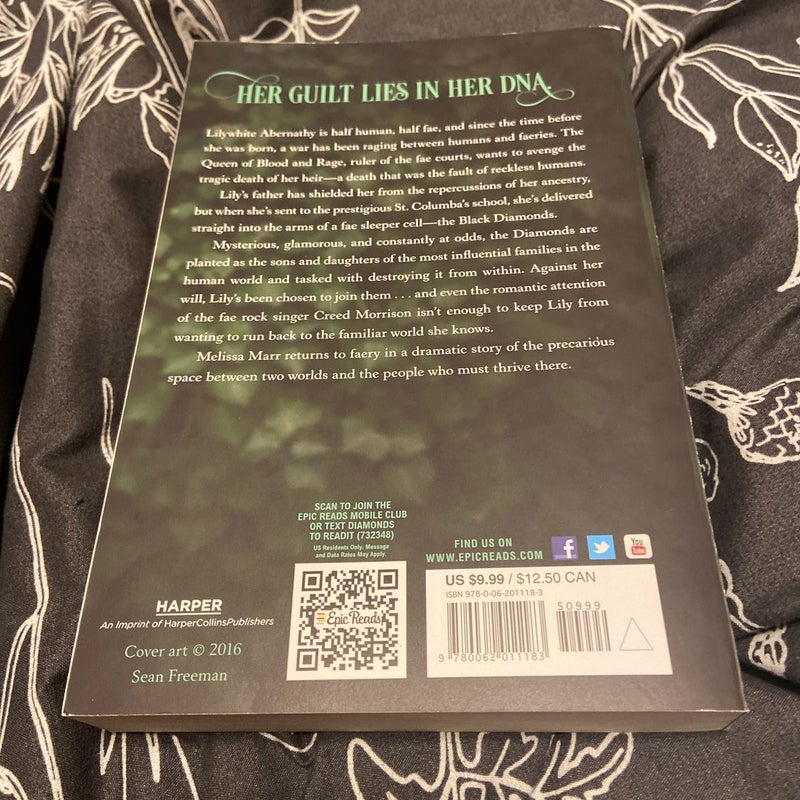 HER GUILT LIES IN HER DNA.
Lilywhite Abernathy is half human, half fae, and since the time before
she was born, a war has been raging between humans and faeries. The
Queen of Blood and Rage, ruler of the fae courts, wants to avenge the
tragic death of her heir—a death that was the fault of reckless humans.
Lily's father has shielded her from the repercussions of her ancestry,
but when she's sent to the prestigious St. Columba's school, she's delivered
straight into the arms of a fae sleeper cell—the Black Diamonds.
Mysterious, glamorous, and constantly at odds, the Diamonds are
planted as the sons and daughters of the most influential families in the
human world and tasked with destroying it from within. Against her
will, Lily's been chosen to join them . . . and even the romantic attention
of the fae rock singer Creed Morrison isn't enough to keep Lily from
wanting to run back to the familiar world she knows.
Melissa Marr returns to faery in a dramatic story of the precarious
space between two worlds and the people who must thrive there.
SCAN TO JOIN THE
EPIC READS MOBILE CLUB
OR TEXT DIAMONDS
TO READIT (732348)
US Residents Only. Message
and Data Rates May Apply.
Epic Reads
FIND US ON
WWW.EPICREADS.COM
f
You
Tube
HARPER
An Imprint of HarperCollinsPublishers
Cover art © 2016
Sean Freeman
US $9.99 / $12.50 CAN
ISBN 978-0-06-201118-3
50999
9 780062 011183